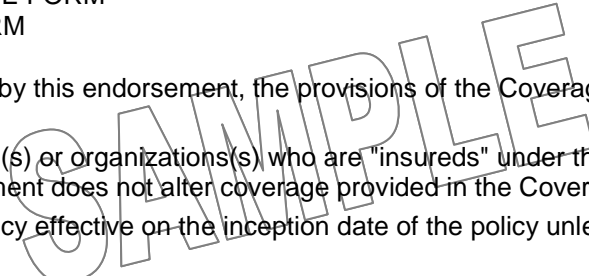 E FORM
RM
by this endorsement, the provisions of the Coverag
(s) or organizations(s) who are "insureds" under th
ment does not alter coverage provided in the Cover
cy effective on the inception date of the policy unle
SAMPLE